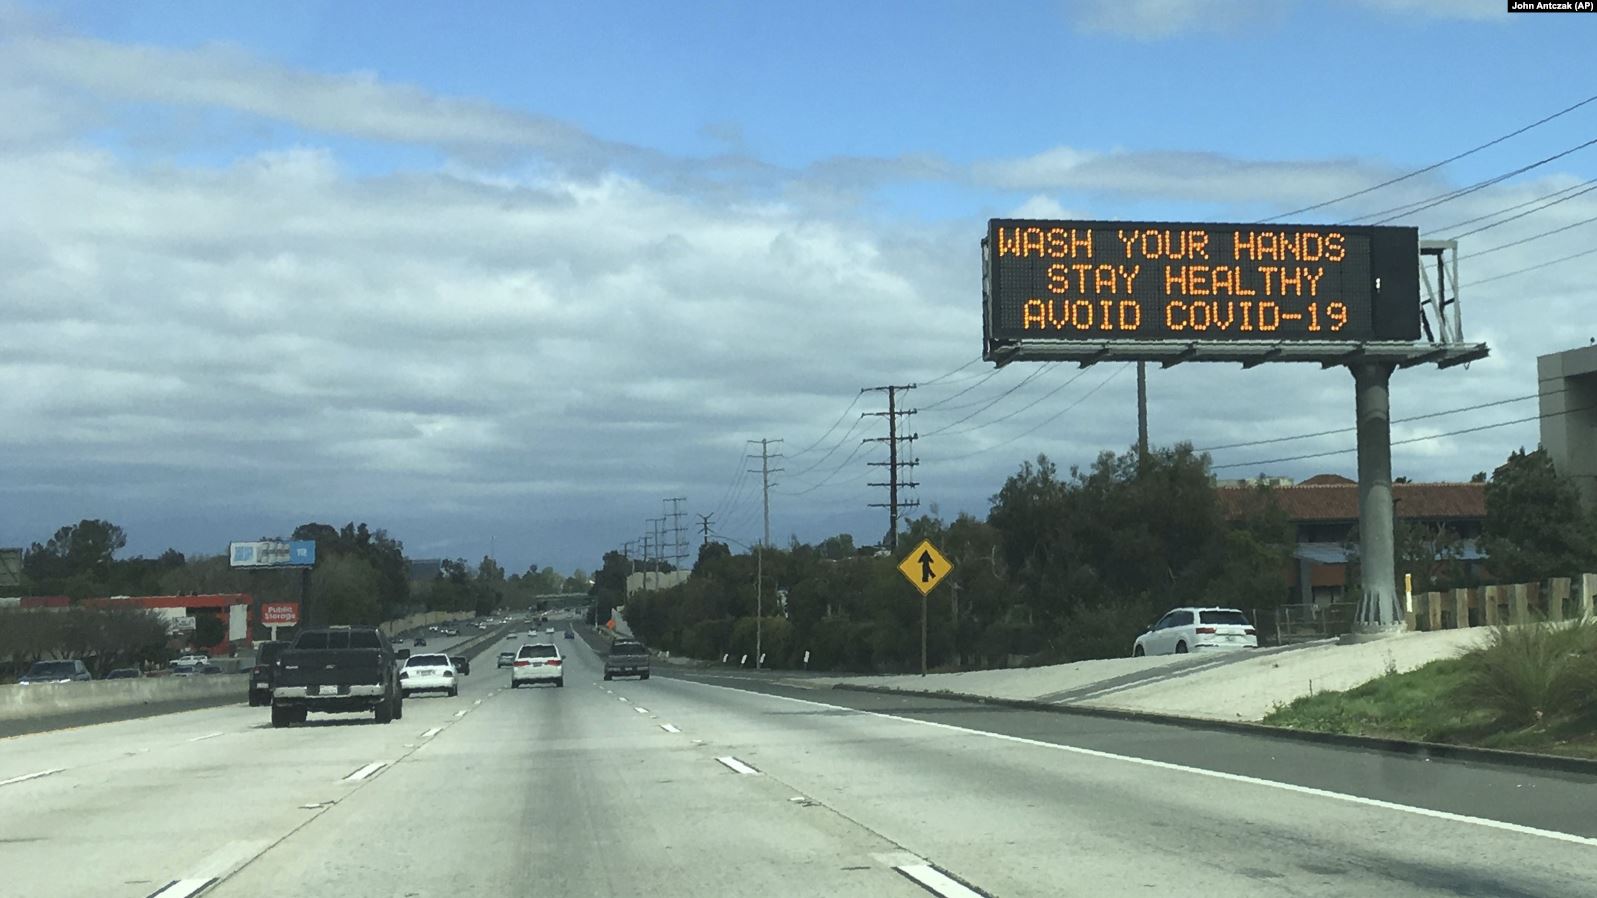 John Antczak (AP)
WASH YOUR HANDS
STAY HEALTHY
AVOID COVID-19
Public
Storage